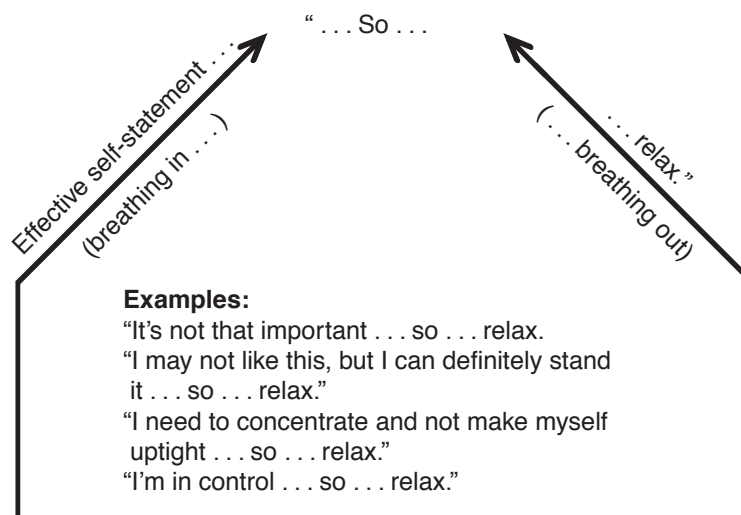 “ . . . So . . .
Effective self-statement . . .
(breathing in . . . )
. . . relax.”
( . . . breathing out)
Examples:
“It’s not that important . . . so . . . relax.
“I may not like this, but I can definitely stand
it . . . so . . . relax.”
“I need to concentrate and not make myself
uptight . . . so . . . relax.”
“I’m in control . . . so . . . relax.”